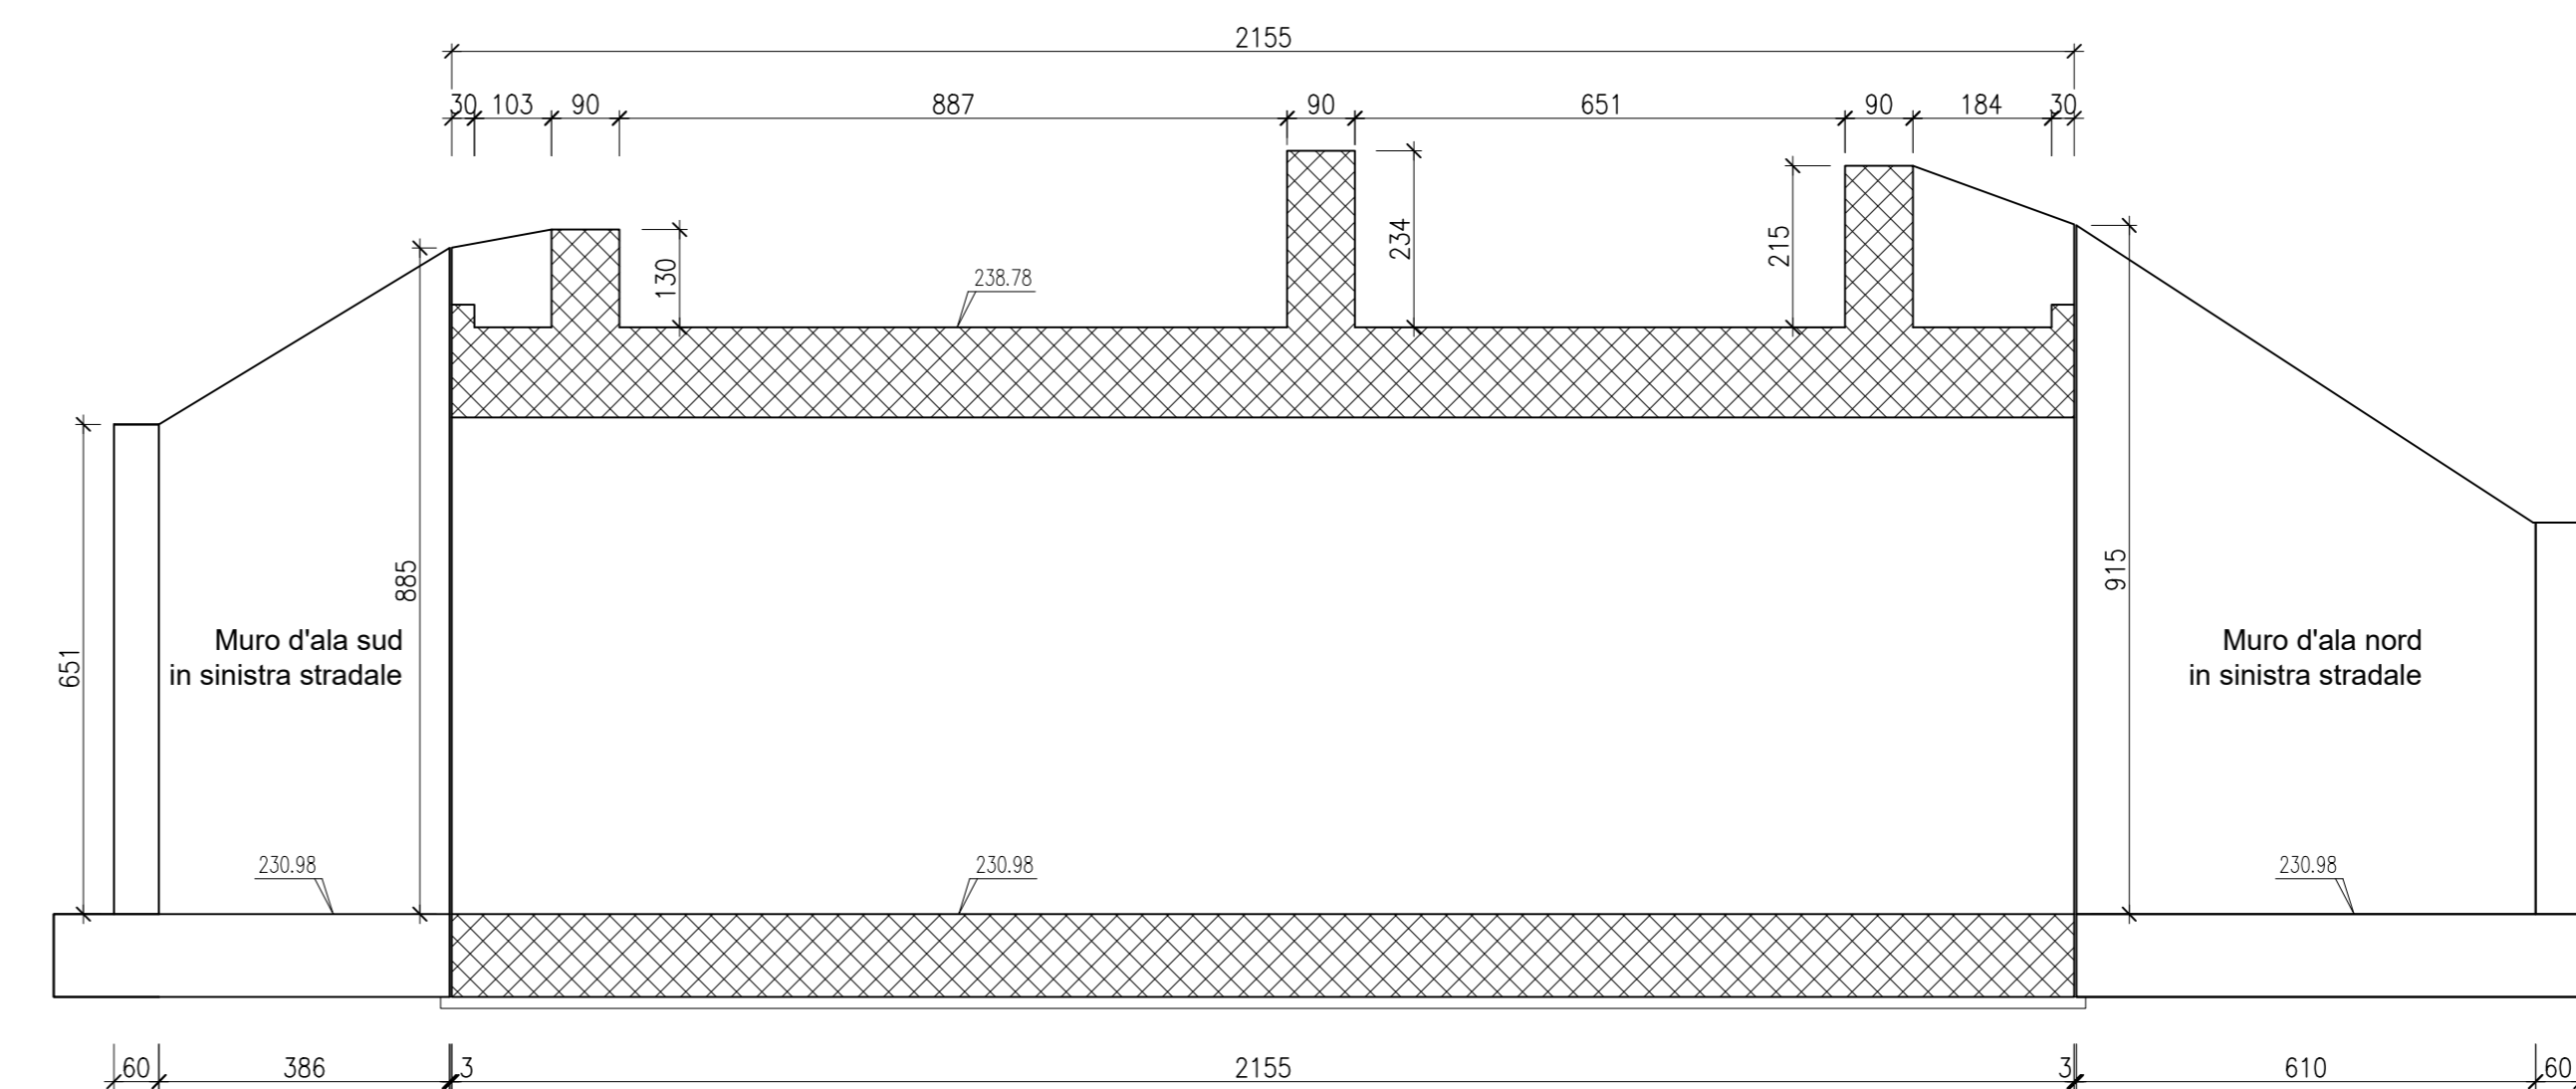 2155
30 103 90 887 90 651 90 184 30
234
215
130
238.78
885
915
651
Muro d'ala sud
in sinistra stradale
Muro d'ala nord
in sinistra stradale
230.98 230.98 230.98
60 386 3 2155 3 610 60